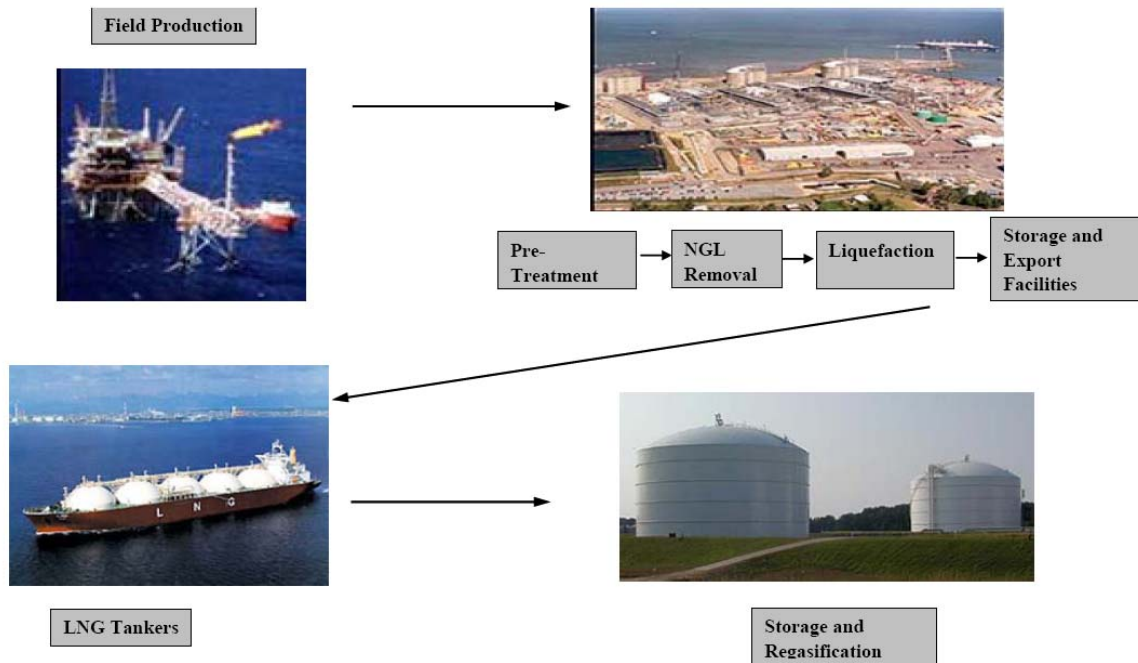 Field Production
Pre-
Treatment
NGL
Removal
Liquefaction
Storage and
Export
Facilities
L N G
LNG Tankers
Storage and
Regasification